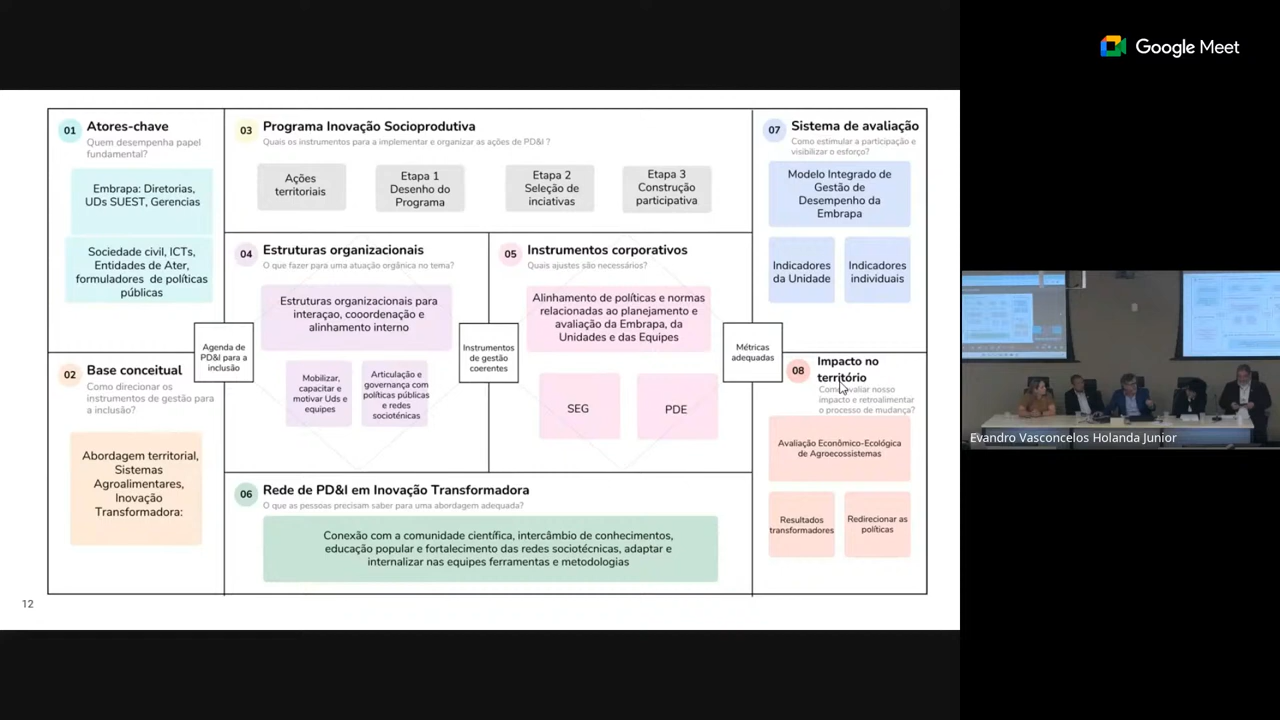 Google Meet
01
Atores-chave
Quem desempenha papel
fundamental?
Embrapa: Diretorias,
UDs SUEST, Gerencias
Sociedade civil, ICTs,
Entidades de Ater,
formuladores de políticas
públicas
02
Base conceitual
Como direcionar os
instrumentos de gestão para
a inclusão?
Abordagem territorial,
Sistemas
Agroalimentares,
Inovação
Transformadora:
Agenda de
PD&I para a
inclusão
03
Programa Inovação Socioprodutiva
Quais os instrumentos para a implementar e organizar as ações de PD&I ?
Ações
territoriais
Etapa 1
Desenho do
Programa
Etapa 2
Seleção de
inciativas
Etapa 3
Construção
participativa
04
Estruturas organizacionais
O que fazer para uma atuação orgânica no tema?
Estruturas organizacionais para
interaçao, cooordenação e
alinhamento interno
Mobilizar,
capacitar e
motivar Uds e
equipes
Articulação e
governança com
políticas públicas
e redes
sociotécnicas
Instrumentos
de gestão
coerentes
05
Instrumentos corporativos
Quais ajustes são necessários?
Alinhamento de políticas e normas
relacionadas ao planejamento e
avaliação da Embrapa, da
Unidades e das Equipes
SEG
PDE
Métricas
adequadas
06
Rede de PD&I em Inovação Transformadora
O que as pessoas precisam saber para uma abordagem adequada?
Conexão com a comunidade científica, intercâmbio de conhecimentos,
educação popular e fortalecimento das redes sociotécnicas, adaptar e
internalizar nas equipes ferramentas e metodologias
07
Sistema de avaliação
Como estimular a participação e
visibilizar o esforço?
Modelo Integrado de
Gestão de
Desempenho da
Embrapa
Indicadores
da Unidade
Indicadores
individuais
08
Impacto no
território
Como avaliar nosso
impacto e retroalimentar
o processo de mudança?
Avaliação Econômico-Ecológica
de Agroecossistemas
Resultados
transformadores
Redirecionar as
políticas
12
Evandro Vasconcelos Holanda Junior